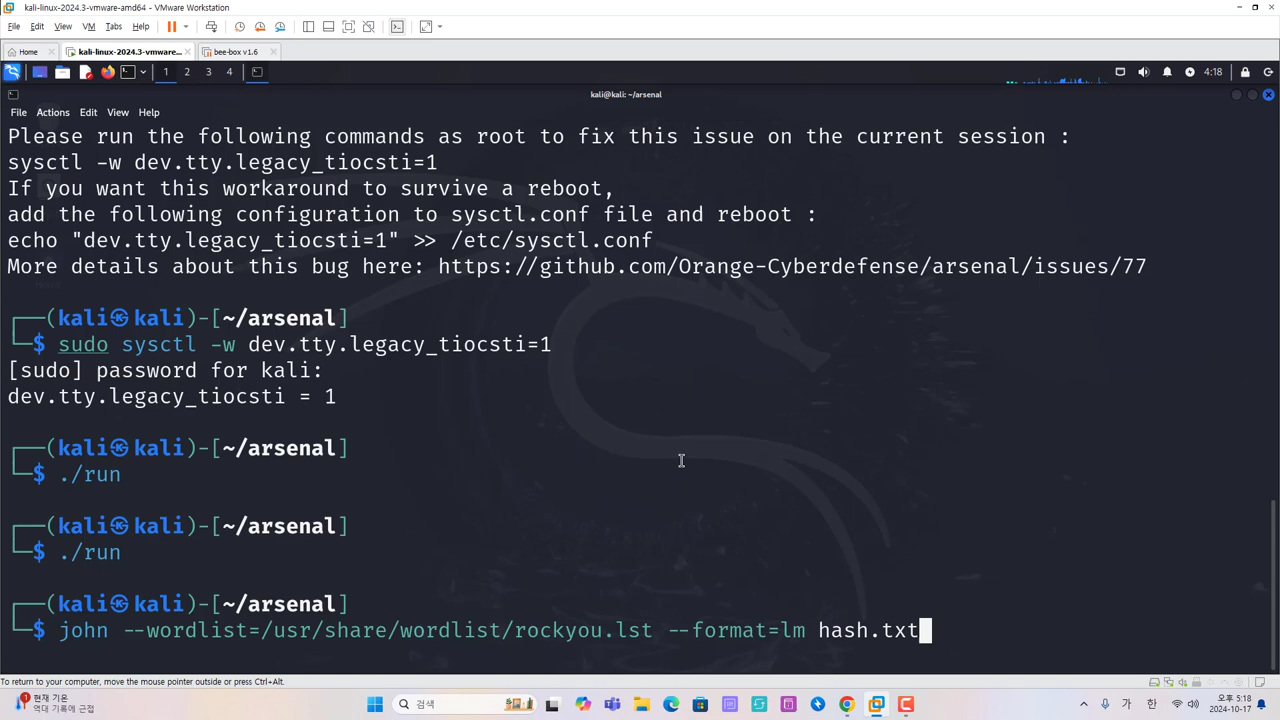 kali-linux-2024.3-vmware-amd64 - VMware Workstation
File Edit View VM Tabs Help
Home kali-linux-2024.3-vmware... bee-box v1.6
1 2 3 4 4:18
kali@kali: ~/arsenal
File Actions Edit View Help
Please run the following commands as root to fix this issue on the current session :
sysctl -w dev.tty.legacy_tiocsti=1
If you want this workaround to survive a reboot,
add the following configuration to sysctl.conf file and reboot :
echo "dev.tty.legacy_tiocsti=1" >> /etc/sysctl.conf
More details about this bug here: https://github.com/Orange-Cyberdefense/arsenal/issues/77
┌──(kali㉿kali)-[~/arsenal]
└─$ sudo sysctl -w dev.tty.legacy_tiocsti=1
[sudo] password for kali:
dev.tty.legacy_tiocsti = 1
┌──(kali㉿kali)-[~/arsenal]
└─$ ./run
┌──(kali㉿kali)-[~/arsenal]
└─$ ./run
┌──(kali㉿kali)-[~/arsenal]
└─$ john --wordlist=/usr/share/wordlist/rockyou.lst --format=lm hash.txt
To return to your computer, move the mouse pointer outside or press Ctrl+Alt.
1 현재 기온
역대 기록에 근접
검색
가 한
오후 5:18
2024-10-17